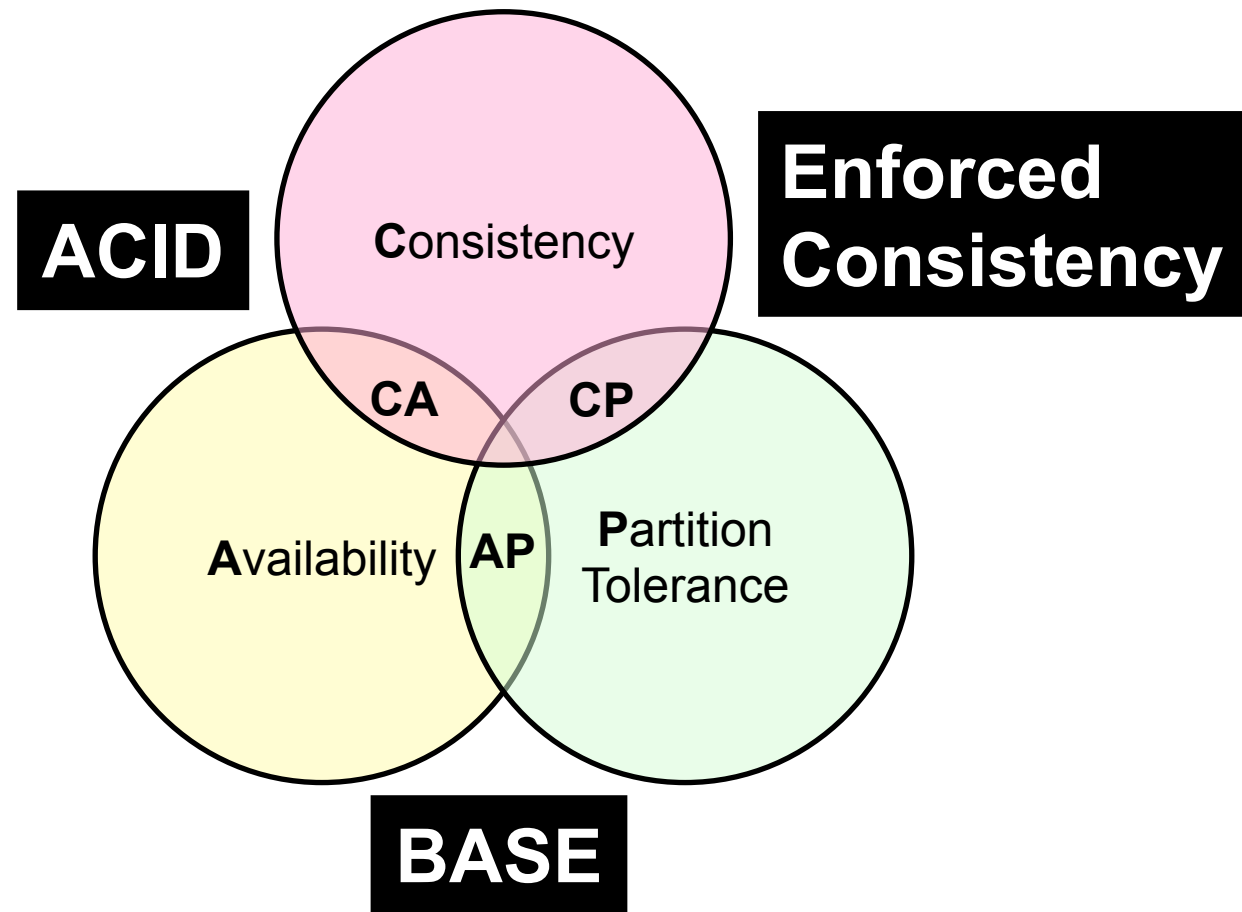 Enforced
Consistency
ACID
Consistency
CA
CP
Availability
AP
Partition
Tolerance
BASE